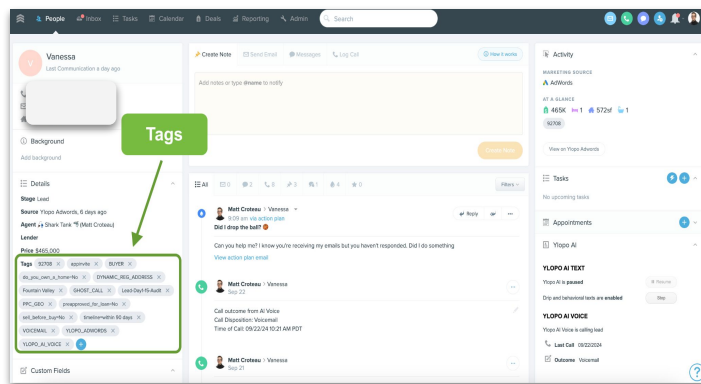 People Inbox Tasks Calendar Deals Reporting Admin Search
Vanessa
Last Communication a day ago
V
Background
Add background
Details
Stage Lead
Source Ylopo Adwords, 6 days ago
Agent Shark Tank (Matt Croteau)
Lender
Price $465,000
Tags 92708 × appinvite × BUYER ×
do_you_own_a_home=No × DYNAMIC_REG_ADDRESS ×
Fountain Valley × GHOST_CALL × Lead-Day1-15-Audit ×
PPC_GEO × preapproved_for_loan=No ×
sell_before_buy=No × timeline=within 90 days ×
VOICEMAIL × YLOPO_ADWORDS ×
YLOPO_AI_VOICE × +
Custom Fields
Tags
Create Note Send Email Messages Log Call How it works
Add notes or type @name to notify
Create Note
All 0 2 8 3 1 4 0 Filters
Matt Croteau > Vanessa
9:09 am via action plan
Did I drop the ball?
Reply
Can you help me? I know you're receiving my emails but you haven't responded. Did I do something
View action plan email
Matt Croteau > Vanessa
Sep 22
Call outcome from AI Voice
Call Disposition: Voicemail
Time of Call: 09/22/24 10:21 AM PDT
Matt Croteau > Vanessa
Sep 21
Activity
MARKETING SOURCE
AdWords
AT A GLANCE
465K 1 572sf 1
92708
View on Ylopo Adwords
Tasks
No upcoming tasks
Appointments
Ylopo AI
YLOPO AI TEXT
Ylopo AI is paused Resume
Drip and behavioral texts are enabled Stop
YLOPO AI VOICE
Ylopo AI Voice is calling lead
Last Call 09/22/2024
Outcome Voicemail
?